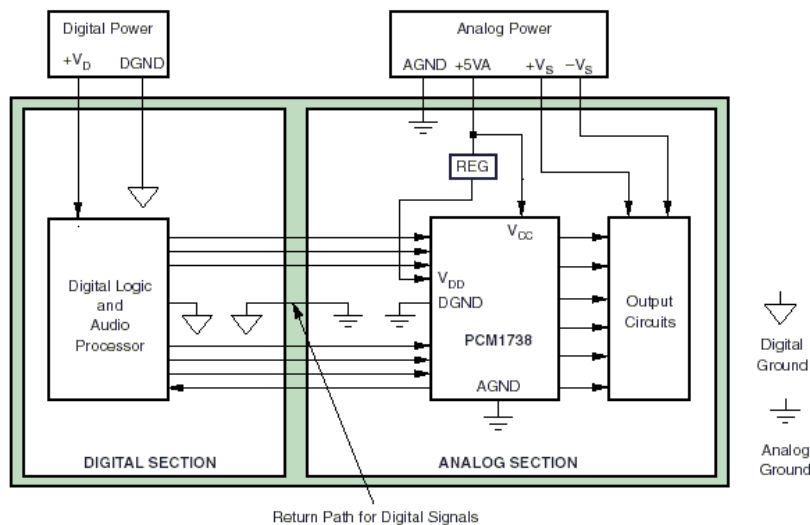 Digital Power
+VD DGND
Analog Power
AGND +5VA +VS −VS
REG
VCC
VDD
DGND
PCM1738
AGND
Digital Logic
and
Audio
Processor
Output
Circuits
DIGITAL SECTION
ANALOG SECTION
Return Path for Digital Signals
Digital
Ground
Analog
Ground